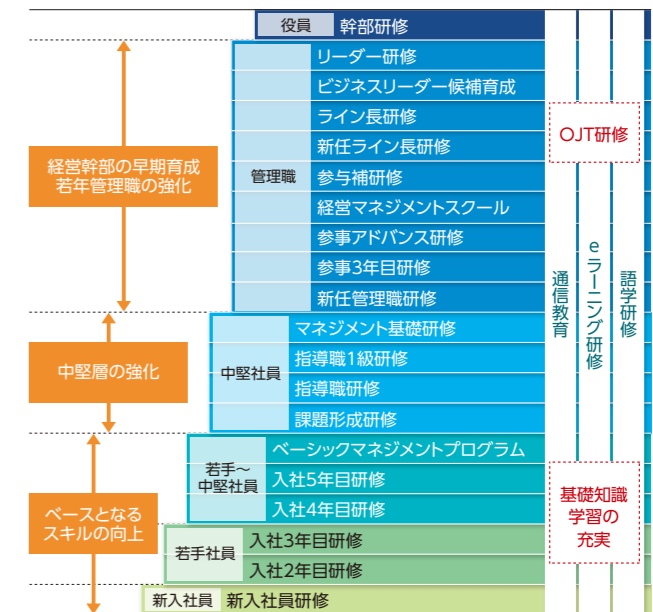 役員 幹部研修
経営幹部の早期育成
若年管理職の強化
管理職
リーダー研修
ビジネスリーダー候補育成
ライン長研修
新任ライン長研修
参与補研修
経営マネジメントスクール
参事アドバンス研修
参事3年目研修
新任管理職研修
中堅層の強化
中堅社員
マネジメント基礎研修
指導職1級研修
指導職研修
課題形成研修
ベースとなる
スキルの向上
若手～
中堅社員
ベーシックマネジメントプログラム
入社5年目研修
入社4年目研修
若手社員
入社3年目研修
入社2年目研修
新入社員 新入社員研修
OJT研修
通信教育
eラーニング研修
語学研修
基礎知識
学習の
充実